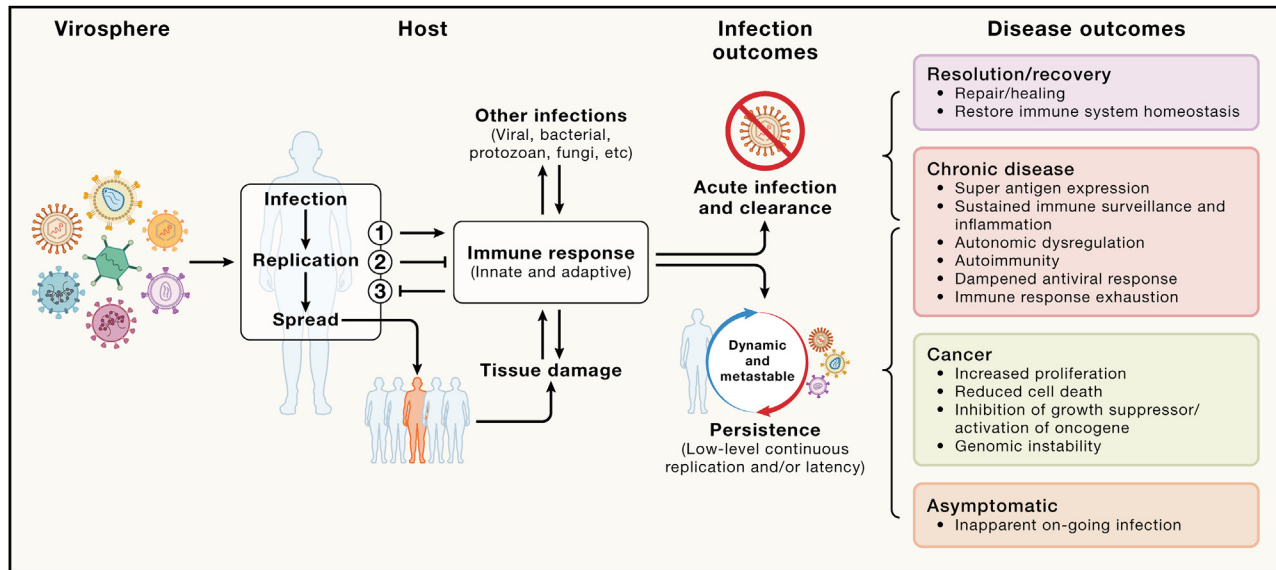 Virosphere
Host
Infection
outcomes
Disease outcomes
Infection
Replication
Spread
1
2
3
Other infections
(Viral, bacterial,
protozoan, fungi, etc)
Immune response
(Innate and adaptive)
Tissue damage
Acute infection
and clearance
Dynamic
and
metastable
Persistence
(Low-level continuous
replication and/or latency)
Resolution/recovery
• Repair/healing
• Restore immune system homeostasis
Chronic disease
• Super antigen expression
• Sustained immune surveillance and
inflammation
• Autonomic dysregulation
• Autoimmunity
• Dampened antiviral response
• Immune response exhaustion
Cancer
• Increased proliferation
• Reduced cell death
• Inhibition of growth suppressor/
activation of oncogene
• Genomic instability
Asymptomatic
• Inapparent on-going infection